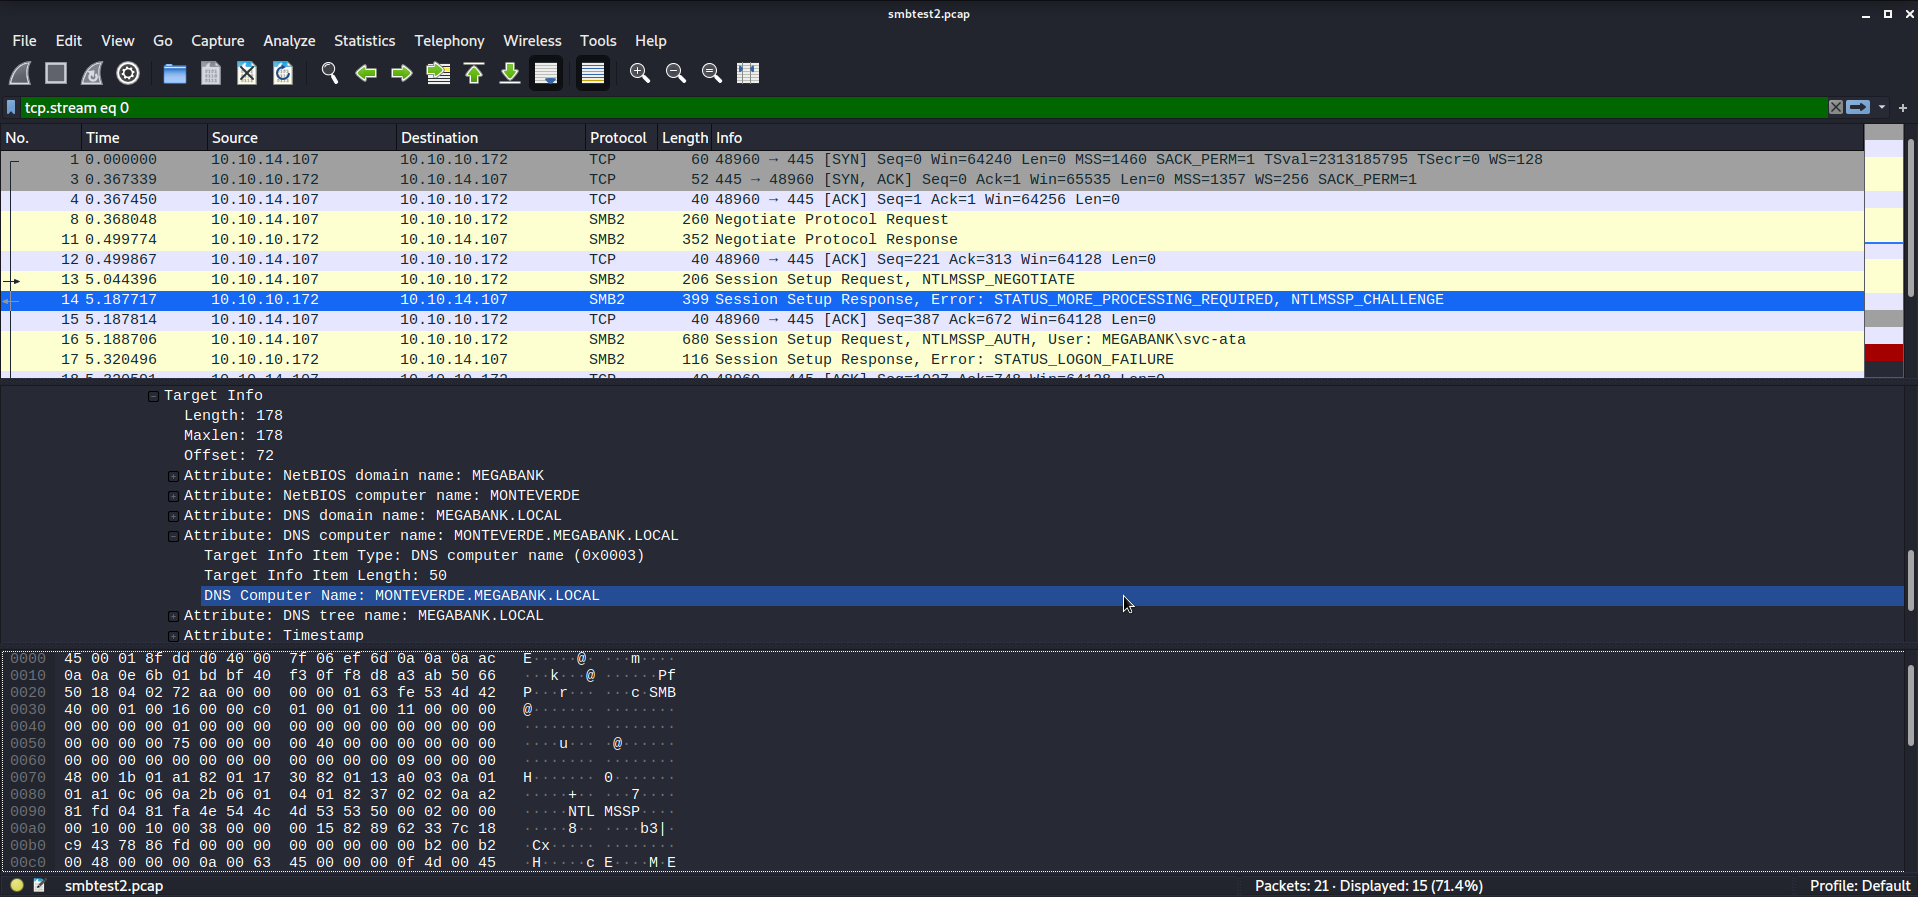 smbtest2.pcap
File Edit View Go Capture Analyze Statistics Telephony Wireless Tools Help
tcp.stream eq 0
No. Time Source Destination Protocol Length Info
1 0.000000 10.10.14.107 10.10.10.172 TCP 60 48960 → 445 [SYN] Seq=0 Win=64240 Len=0 MSS=1460 SACK_PERM=1 TSval=2313185795 TSecr=0 WS=128
3 0.367339 10.10.10.172 10.10.14.107 TCP 52 445 → 48960 [SYN, ACK] Seq=0 Ack=1 Win=65535 Len=0 MSS=1357 WS=256 SACK_PERM=1
4 0.367450 10.10.14.107 10.10.10.172 TCP 40 48960 → 445 [ACK] Seq=1 Ack=1 Win=64256 Len=0
8 0.368048 10.10.14.107 10.10.10.172 SMB2 260 Negotiate Protocol Request
11 0.499774 10.10.10.172 10.10.14.107 SMB2 352 Negotiate Protocol Response
12 0.499867 10.10.14.107 10.10.10.172 TCP 40 48960 → 445 [ACK] Seq=221 Ack=313 Win=64128 Len=0
13 5.044396 10.10.14.107 10.10.10.172 SMB2 206 Session Setup Request, NTLMSSP_NEGOTIATE
14 5.187717 10.10.10.172 10.10.14.107 SMB2 399 Session Setup Response, Error: STATUS_MORE_PROCESSING_REQUIRED, NTLMSSP_CHALLENGE
15 5.187814 10.10.14.107 10.10.10.172 TCP 40 48960 → 445 [ACK] Seq=387 Ack=672 Win=64128 Len=0
16 5.188706 10.10.14.107 10.10.10.172 SMB2 680 Session Setup Request, NTLMSSP_AUTH, User: MEGABANK\svc-ata
17 5.320496 10.10.10.172 10.10.14.107 SMB2 116 Session Setup Response, Error: STATUS_LOGON_FAILURE
Target Info
Length: 178
Maxlen: 178
Offset: 72
Attribute: NetBIOS domain name: MEGABANK
Attribute: NetBIOS computer name: MONTEVERDE
Attribute: DNS domain name: MEGABANK.LOCAL
Attribute: DNS computer name: MONTEVERDE.MEGABANK.LOCAL
Target Info Item Type: DNS computer name (0x0003)
Target Info Item Length: 50
DNS Computer Name: MONTEVERDE.MEGABANK.LOCAL
Attribute: DNS tree name: MEGABANK.LOCAL
Attribute: Timestamp
0000 45 00 01 8f dd d0 40 00 7f 06 ef 6d 0a 0a 0a ac E·····@· ···m····
0010 0a 0a 0e 6b 01 bd bf 40 f3 0f f8 d8 a3 ab 50 66 ···k···@ ······Pf
0020 50 18 04 02 72 aa 00 00 00 00 01 63 fe 53 4d 42 P···r··· ···c·SMB
0030 40 00 01 00 16 00 00 c0 01 00 01 00 11 00 00 00 @······· ········
0040 00 00 00 00 01 00 00 00 00 00 00 00 00 00 00 00 ········ ········
0050 00 00 00 00 75 00 00 00 00 40 00 00 00 00 00 00 ····u··· ·@······
0060 00 00 00 00 00 00 00 00 00 00 00 00 09 00 00 00 ········ ········
0070 48 00 1b 01 a1 82 01 17 30 82 01 13 a0 03 0a 01 H······· 0·······
0080 01 a1 0c 06 0a 2b 06 01 04 01 82 37 02 02 0a a2 ·····+·· ···7····
0090 81 fd 04 81 fa 4e 54 4c 4d 53 53 50 00 02 00 00 ·····NTL MSSP····
00a0 00 10 00 10 00 38 00 00 00 15 82 89 62 33 7c 18 ·····8·· ····b3|·
00b0 c9 43 78 86 fd 00 00 00 00 00 00 00 00 b2 00 b2 ·Cx····· ········
00c0 00 48 00 00 00 0a 00 63 45 00 00 00 0f 4d 00 45 ·H·····c E····M·E
smbtest2.pcap Packets: 21 · Displayed: 15 (71.4%) Profile: Default